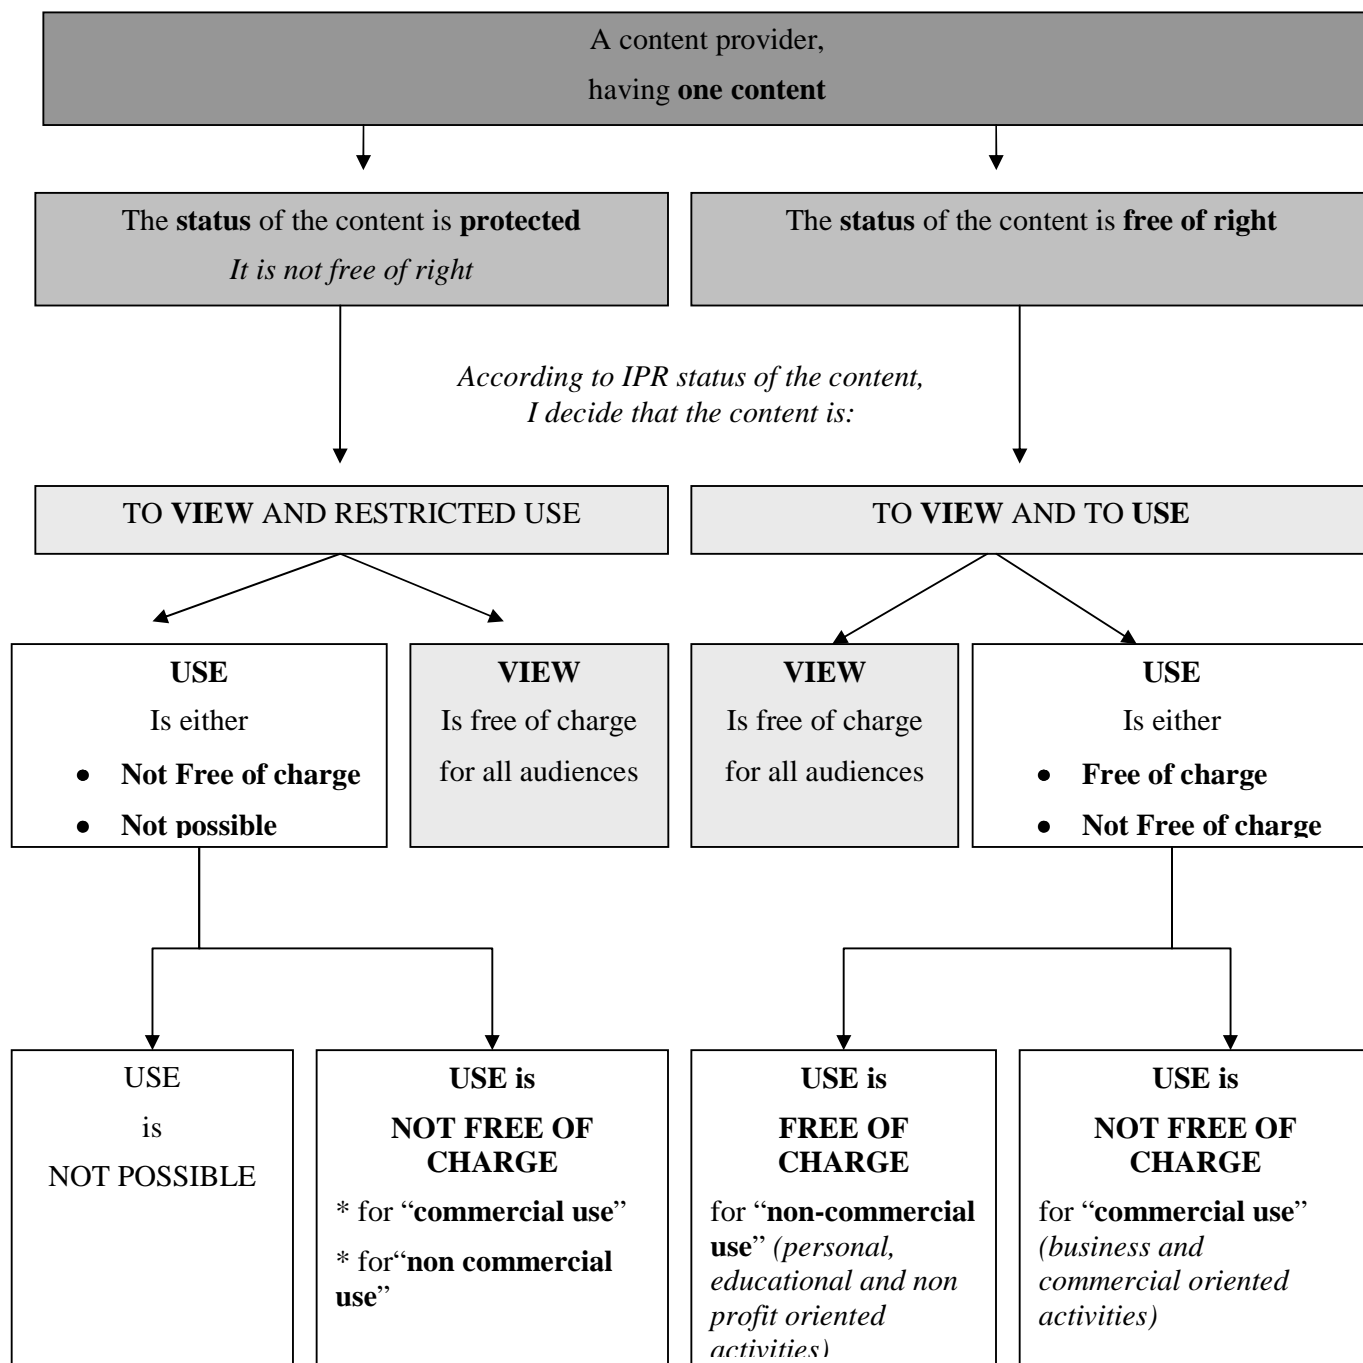 A content provider,
having one content
The status of the content is protected
It is not free of right
The status of the content is free of right
According to IPR status of the content,
I decide that the content is:
TO VIEW AND RESTRICTED USE
TO VIEW AND TO USE
USE
Is either
● Not Free of charge
● Not possible
VIEW
Is free of charge
for all audiences
VIEW
Is free of charge
for all audiences
USE
Is either
● Free of charge
● Not Free of charge
USE
is
NOT POSSIBLE
USE is
NOT FREE OF
CHARGE
* for “commercial use”
* for“non commercial
use”
USE is
FREE OF
CHARGE
for “non-commercial
use” (personal,
educational and non
profit oriented
activities)
USE is
NOT FREE OF
CHARGE
for “commercial use”
(business and
commercial oriented
activities)